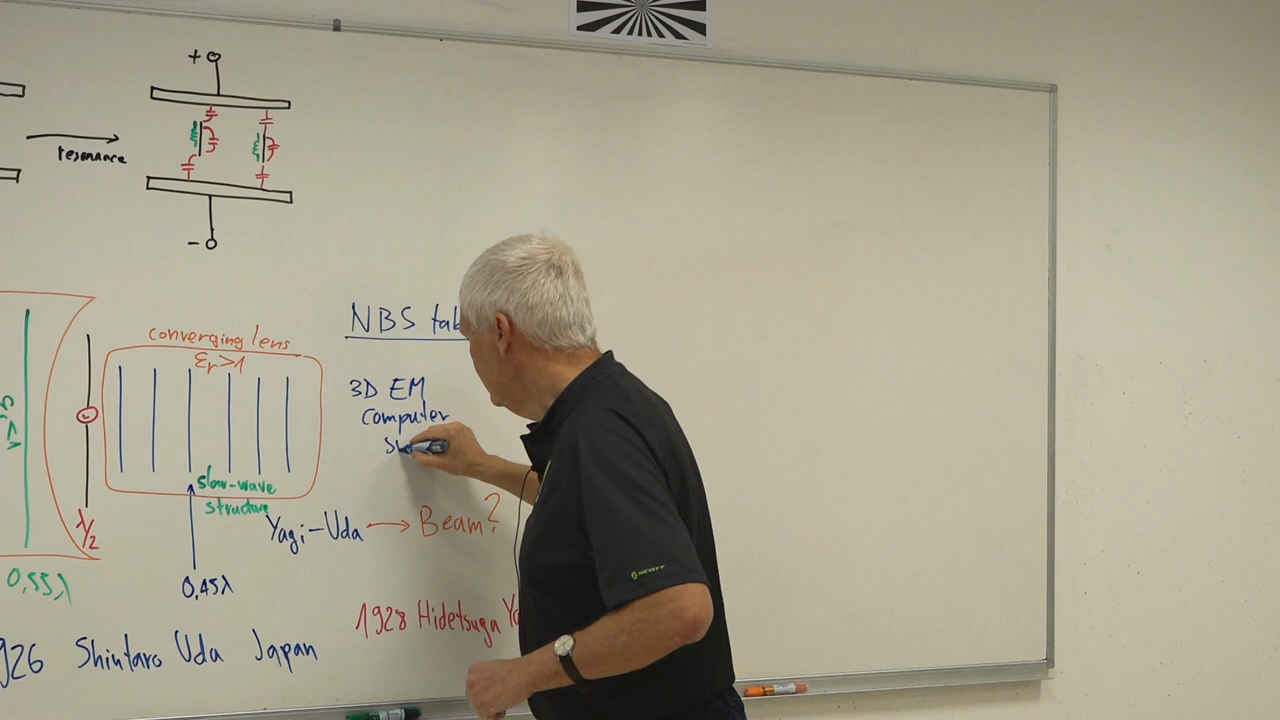 +
resonance
−
NBS
converging lens
εr>1
3D EM
Computer
slow-wave
structure
λ/2
Yagi-Uda → Beam?
0,55λ
0,45λ
1928 Hidetsugu
926 Shintaro Uda Japan
SCOTT